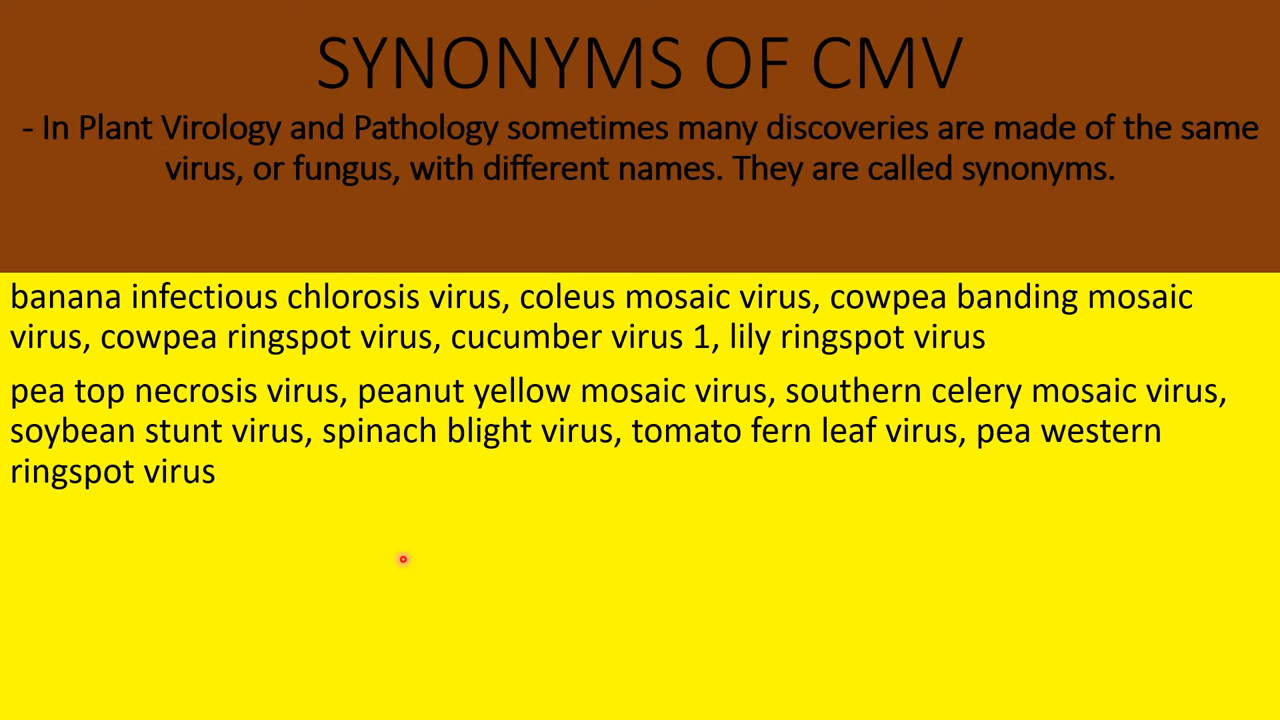 SYNONYMS OF CMV
- In Plant Virology and Pathology sometimes many discoveries are made of the same
virus, or fungus, with different names. They are called synonyms.
banana infectious chlorosis virus, coleus mosaic virus, cowpea banding mosaic
virus, cowpea ringspot virus, cucumber virus 1, lily ringspot virus
pea top necrosis virus, peanut yellow mosaic virus, southern celery mosaic virus,
soybean stunt virus, spinach blight virus, tomato fern leaf virus, pea western
ringspot virus